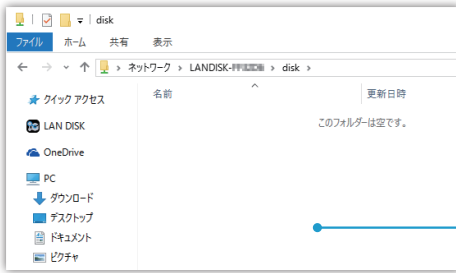 disk
ファイル ホーム 共有 表示
ネットワーク › LANDISK- › disk ›
名前 更新日時
このフォルダーは空です。
クイック アクセス
LAN DISK
OneDrive
PC
ダウンロード
デスクトップ
ドキュメント
ピクチャ